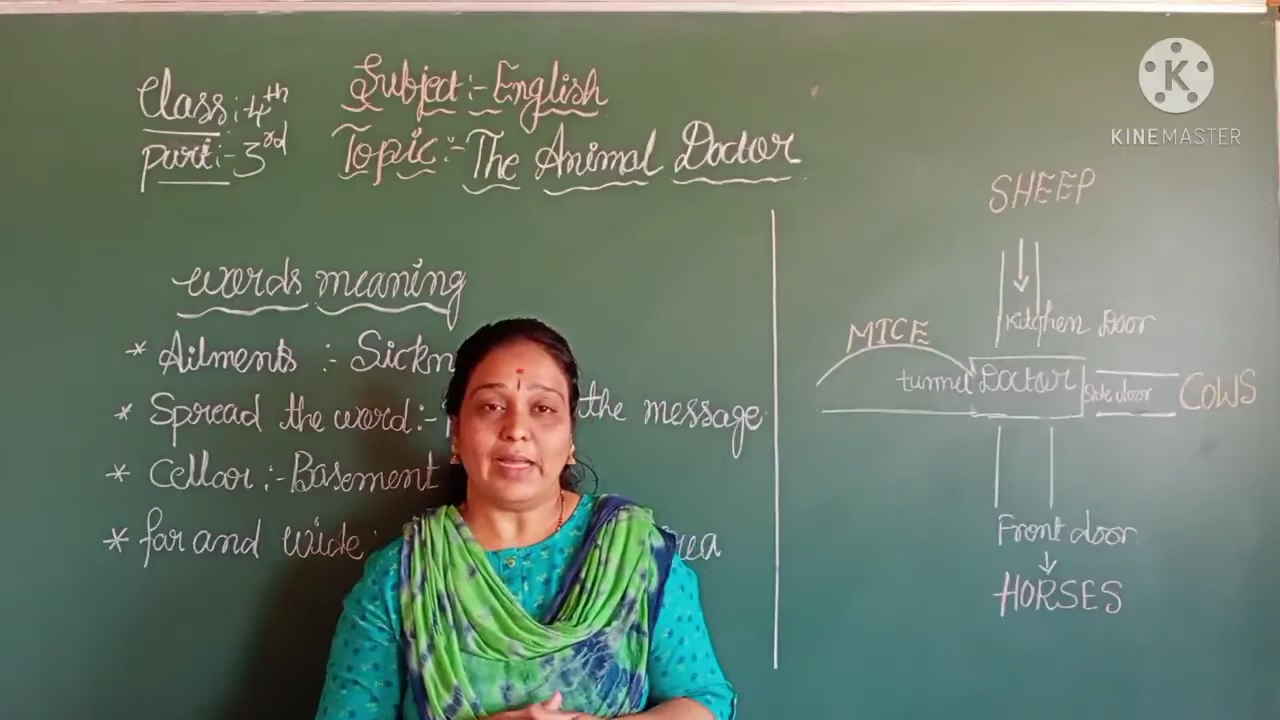 Class:-4th
Subject:-English
Part:-3rd
Topic:-The Animal Doctor
words meaning
* Ailments :- Sickn
* Spread the word:- the message
* Cellar:-Basement
* far and wide
KINEMASTER
SHEEP
Kitchen Door
MICE
tunnel Doctor Side door COWS
Front door
HORSES